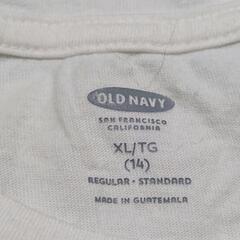 OLD NAVY
SAN FRANCISCO
CALIFORNIA
XL/TG
(14)
REGULAR • STANDARD
MADE IN GUATEMALA